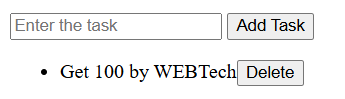 Enter the task Add Task
Get 100 by WEBTech Delete